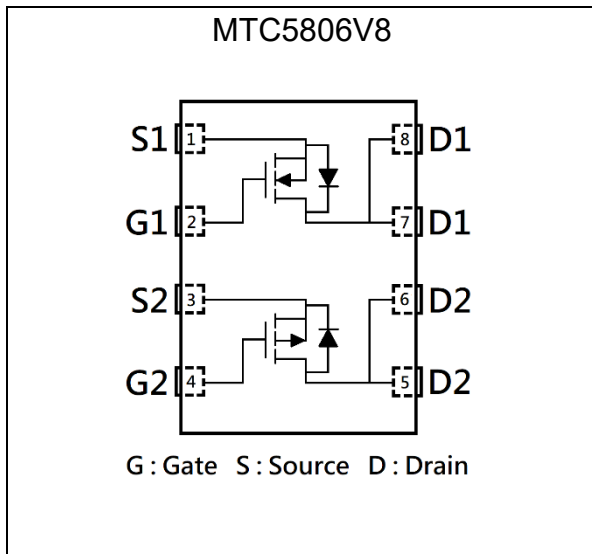 MTC5806V8
S1 1 8 D1
G1 2 7 D1
S2 3 6 D2
G2 4 5 D2
G : Gate S : Source D : Drain